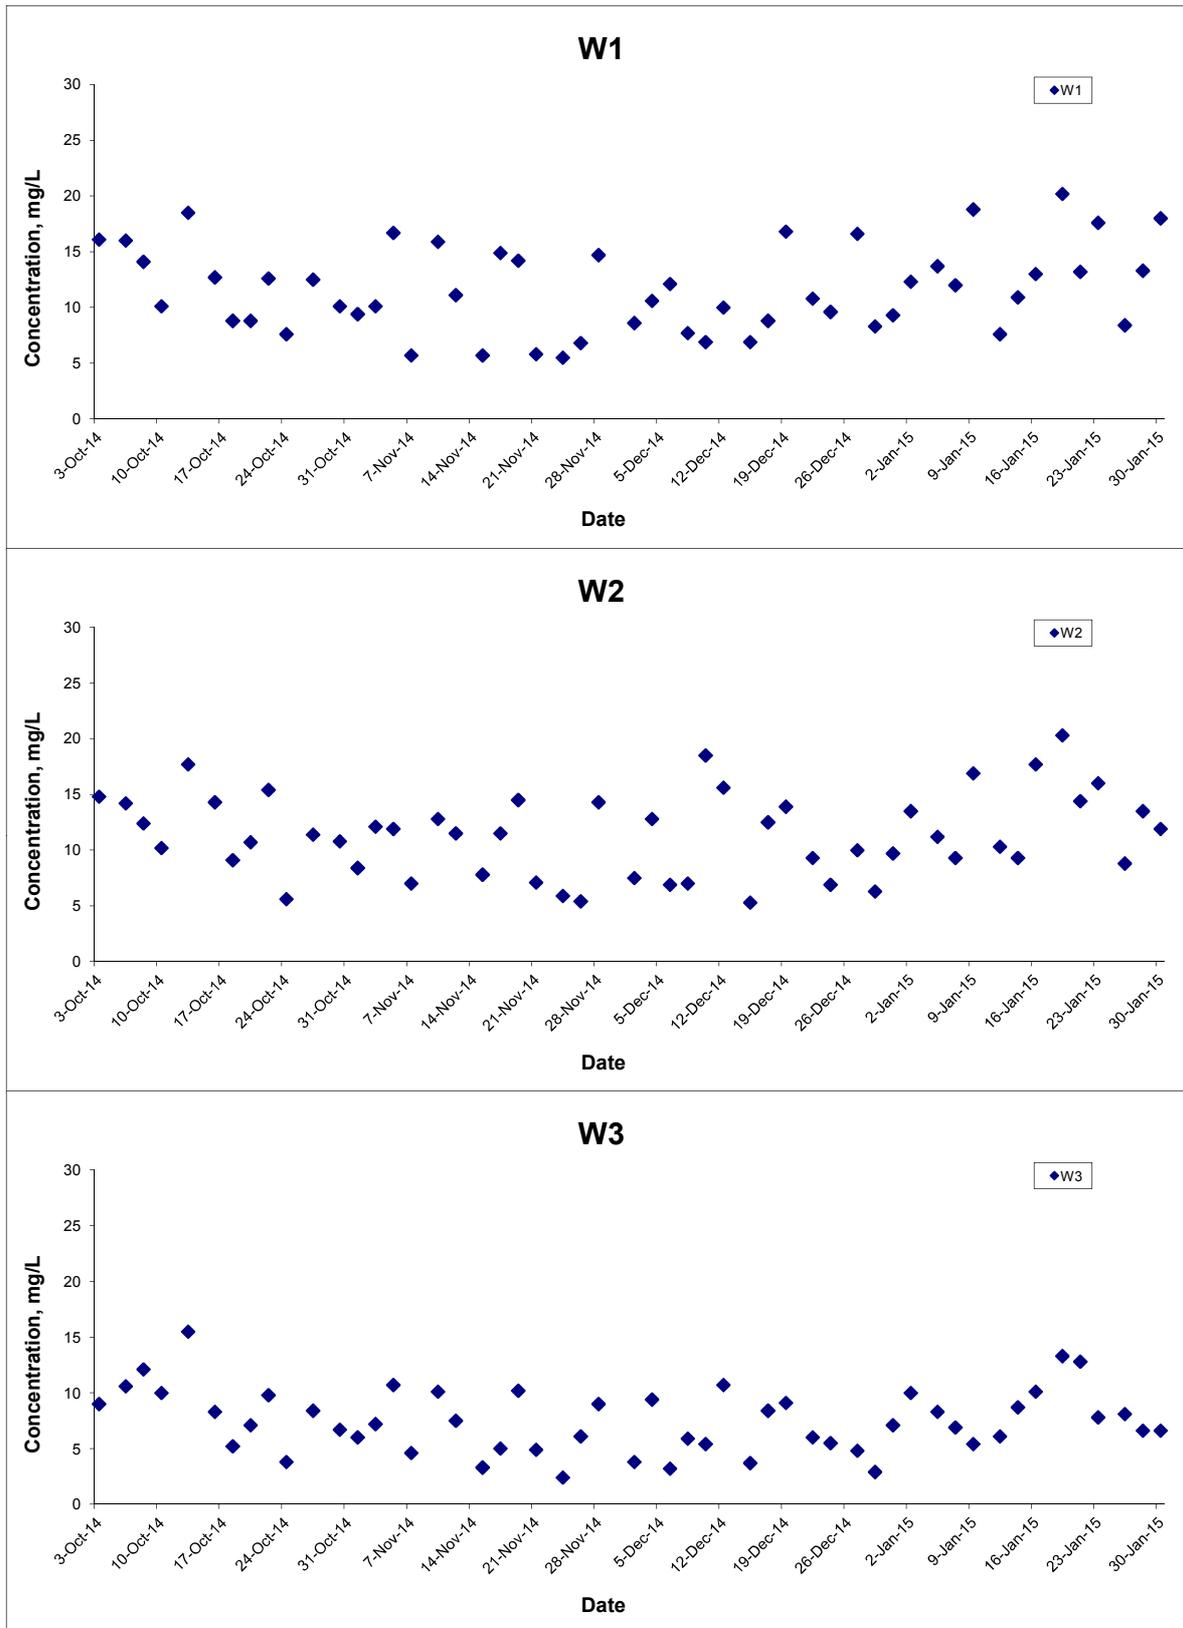 W1
W1
30
25
20
15
10
5
0
Concentration, mg/L
3-Oct-14
10-Oct-14
17-Oct-14
24-Oct-14
31-Oct-14
7-Nov-14
14-Nov-14
21-Nov-14
28-Nov-14
5-Dec-14
12-Dec-14
19-Dec-14
26-Dec-14
2-Jan-15
9-Jan-15
16-Jan-15
23-Jan-15
30-Jan-15
Date
W2
W2
30
25
20
15
10
5
0
Concentration, mg/L
3-Oct-14
10-Oct-14
17-Oct-14
24-Oct-14
31-Oct-14
7-Nov-14
14-Nov-14
21-Nov-14
28-Nov-14
5-Dec-14
12-Dec-14
19-Dec-14
26-Dec-14
2-Jan-15
9-Jan-15
16-Jan-15
23-Jan-15
30-Jan-15
Date
W3
W3
30
25
20
15
10
5
0
Concentration, mg/L
3-Oct-14
10-Oct-14
17-Oct-14
24-Oct-14
31-Oct-14
7-Nov-14
14-Nov-14
21-Nov-14
28-Nov-14
5-Dec-14
12-Dec-14
19-Dec-14
26-Dec-14
2-Jan-15
9-Jan-15
16-Jan-15
23-Jan-15
30-Jan-15
Date